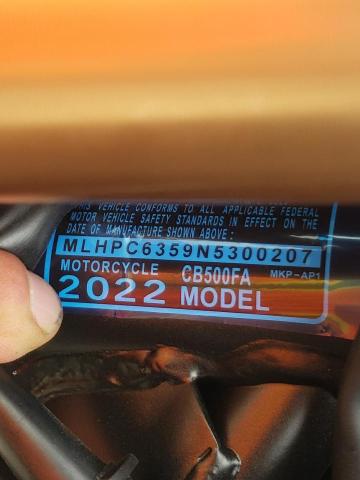 THIS VEHICLE CONFORMS TO ALL APPLICABLE FEDERAL
MOTOR VEHICLE SAFETY STANDARDS IN EFFECT ON THE
DATE OF MANUFACTURE SHOWN ABOVE:
MLHPC6359N5300207
MOTORCYCLE CB500FA MKP-AP1
2022 MODEL